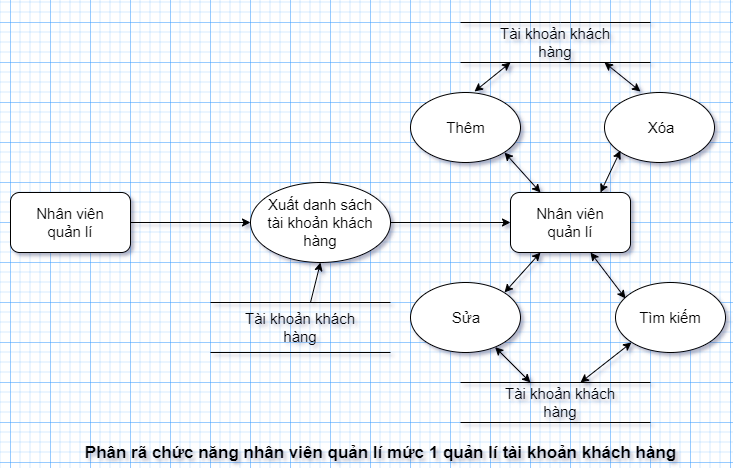 Tài khoản khách
hàng
Thêm
Xóa
Nhân viên
quản lí
Xuất danh sách
tài khoản khách
hàng
Nhân viên
quản lí
Tài khoản khách
hàng
Sửa
Tìm kiếm
Tài khoản khách
hàng
Phân rã chức năng nhân viên quản lí mức 1 quản lí tài khoản khách hàng